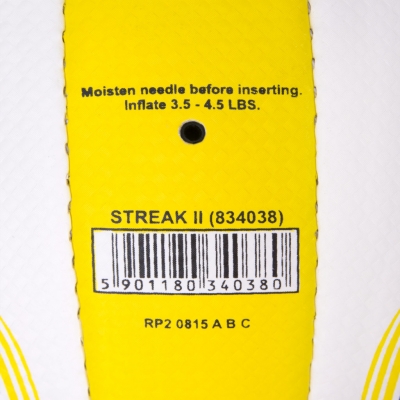 Moisten needle before inserting.
Inflate 3.5 - 4.5 LBS.
STREAK II (834038)
5 901180 340380
RP2 0815 A B C